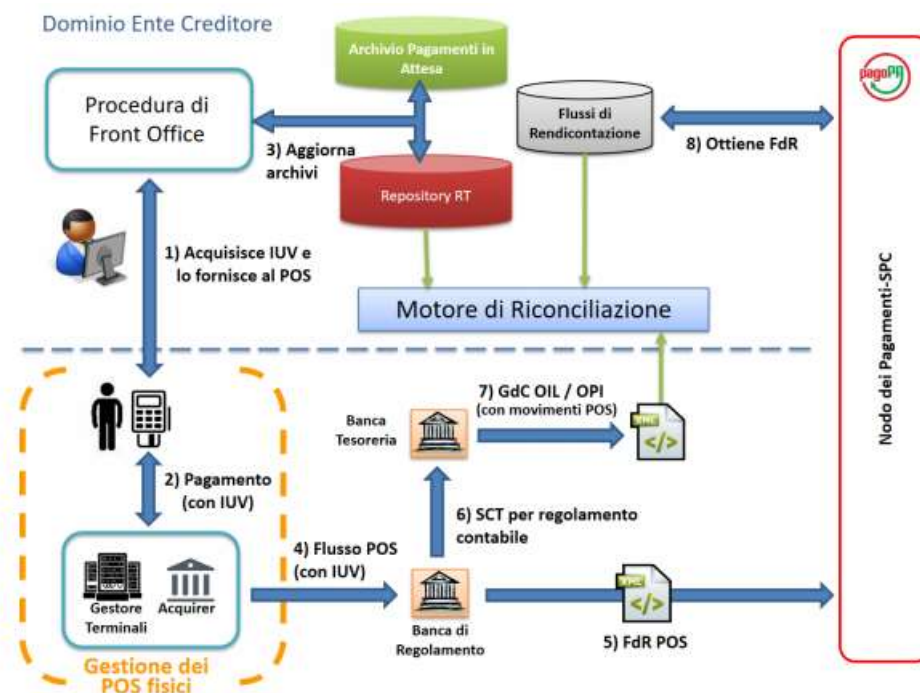 Dominio Ente Creditore
Archivio Pagamenti in
Attesa
pagoPA
Procedura di
Front Office
Flussi di
Rendicontazione
3) Aggiorna
archivi
8) Ottiene FdR
Repository RT
1) Acquisisce IUV e
lo fornisce al POS
Motore di Riconciliazione
Nodo dei Pagamenti-SPC
7) GdC OIL / OPI
(con movimenti POS)
Banca
Tesoreria
XML
</>
2) Pagamento
(con IUV)
6) SCT per regolamento
contabile
4) Flusso POS
(con IUV)
Gestore
Terminali
Acquirer
XML
</>
Banca di
Regolamento
5) FdR POS
Gestione dei
POS fisici